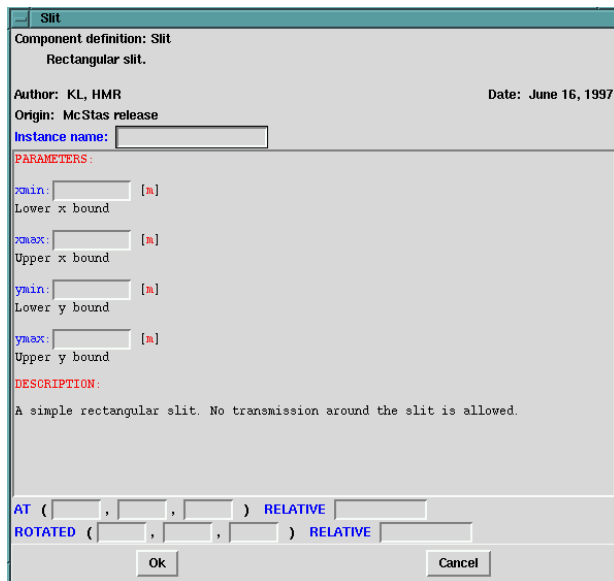 Slit
Component definition: Slit
Rectangular slit.
Author: KL, HMR Date: June 16, 1997
Origin: McStas release
Instance name:
PARAMETERS:
xmin: [m]
Lower x bound
xmax: [m]
Upper x bound
ymin: [m]
Lower y bound
ymax: [m]
Upper y bound
DESCRIPTION:
A simple rectangular slit. No transmission around the slit is allowed.
AT ( , , ) RELATIVE
ROTATED ( , , ) RELATIVE
Ok Cancel